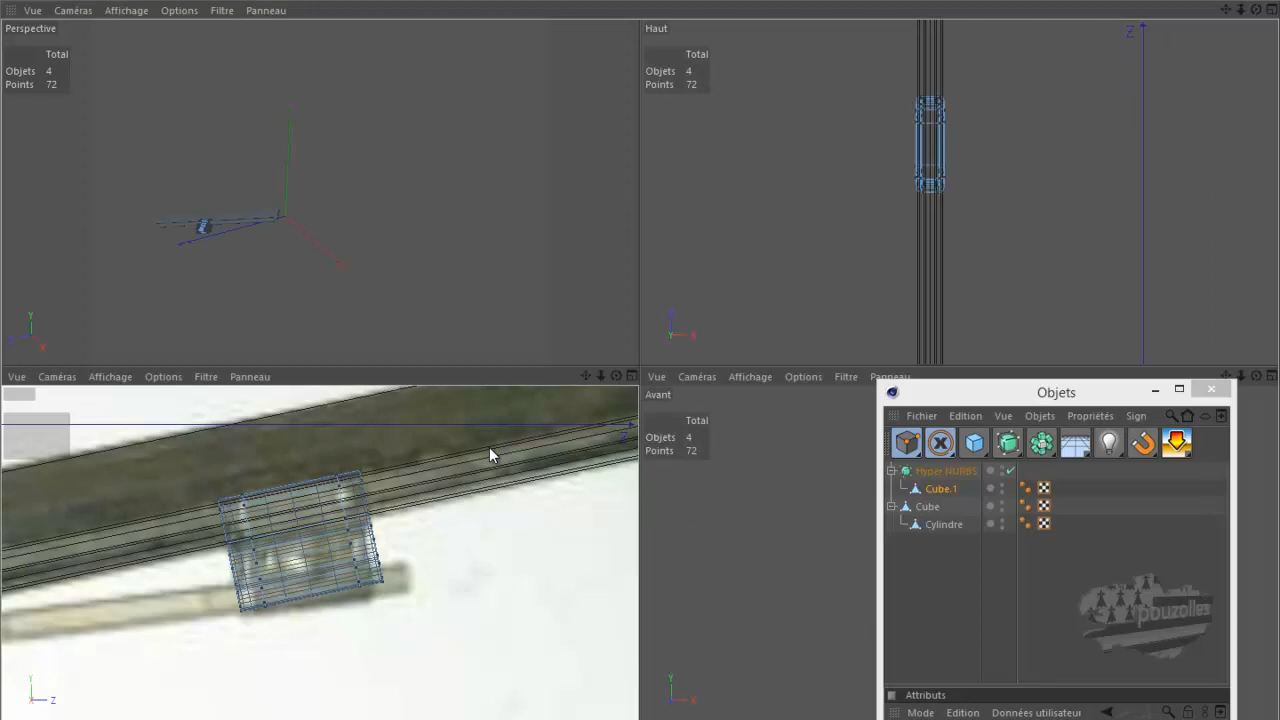 Vue Caméras Affichage Options Filtre Panneau
Perspective
Total
Objets 4
Points 72
Y
Z
X
Haut
Total
Objets 4
Points 72
Z
Z
Y
X
Vue Caméras Affichage Options Filtre Panneau
Z
Y
X
Z
Vue Caméras Affichage Options Filtre Panneau
Avant
Total
Objets 4
Points 72
Y
Z
X
Objets
Fichier Edition Vue Objets Propriétés Sign
Hyper NURBS
Cube.1
Cube
Cylindre
pouzolles
Attributs
Mode Edition Données utilisateu